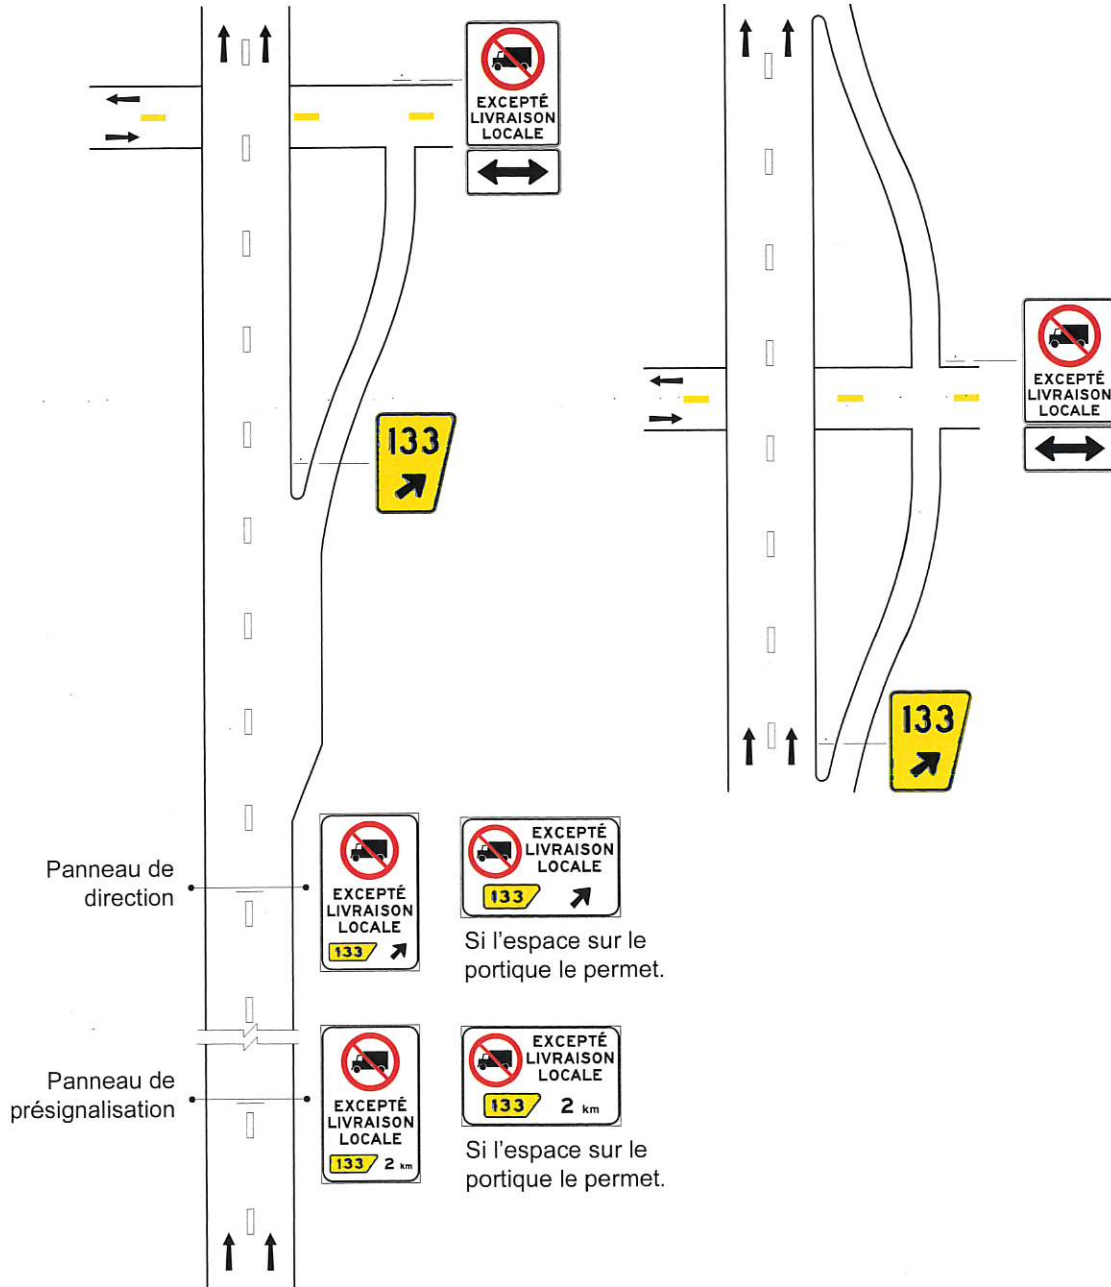 EXCEPTÉ
LIVRAISON
LOCALE
133
EXCEPTÉ
LIVRAISON
LOCALE
133
Panneau de
direction
EXCEPTÉ
LIVRAISON
LOCALE
133
EXCEPTÉ
LIVRAISON
LOCALE
133
Si l'espace sur le
portique le permet.
Panneau de
présignalisation
EXCEPTÉ
LIVRAISON
LOCALE
133 2 km
EXCEPTÉ
LIVRAISON
LOCALE
133 2 km
Si l'espace sur le
portique le permet.